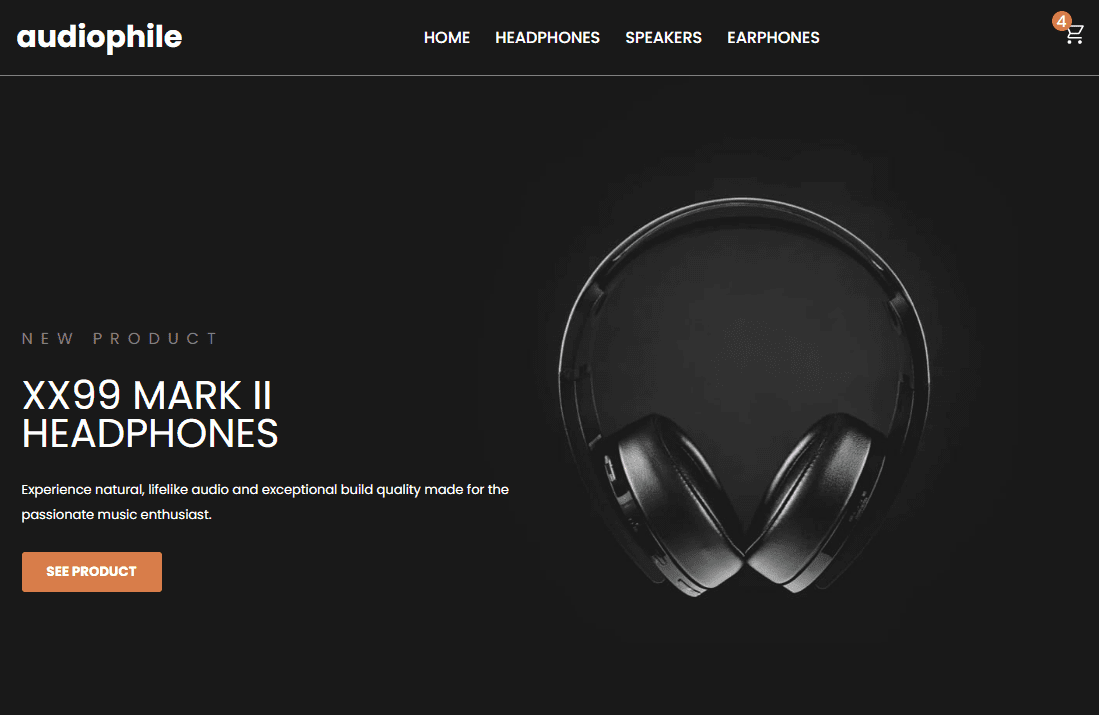 audiophile
HOME HEADPHONES SPEAKERS EARPHONES
4
NEW PRODUCT
XX99 MARK II
HEADPHONES
Experience natural, lifelike audio and exceptional build quality made for the
passionate music enthusiast.
SEE PRODUCT